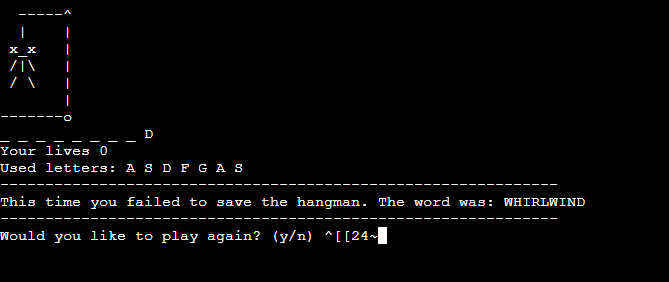 -----^
  |    |
 x_x   |
 /|\   |
 / \   |
       |
-------o
_ _ _ _ _ _ _ _ D
Your lives 0
Used letters: A S D F G A S
--------------------------------------------------------------
This time you failed to save the hangman. The word was: WHIRLWIND
--------------------------------------------------------------
Would you like to play again? (y/n) ^[[24~